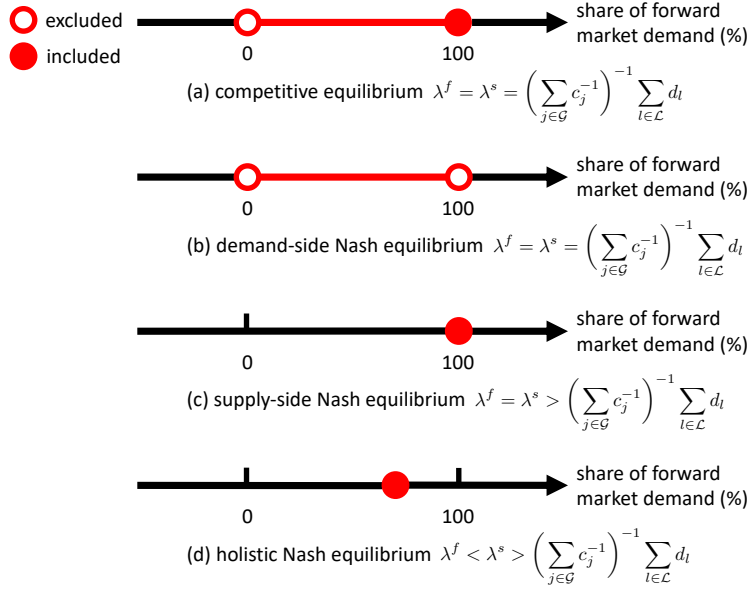 excluded
included
share of forward
market demand (%)
0 100
(a) competitive equilibrium λ^f = λ^s = (∑_{j∈𝒢} c_j^{-1})^{-1} ∑_{l∈ℒ} d_l
share of forward
market demand (%)
0 100
(b) demand-side Nash equilibrium λ^f = λ^s = (∑_{j∈𝒢} c_j^{-1})^{-1} ∑_{l∈ℒ} d_l
share of forward
market demand (%)
0 100
(c) supply-side Nash equilibrium λ^f = λ^s > (∑_{j∈𝒢} c_j^{-1})^{-1} ∑_{l∈ℒ} d_l
share of forward
market demand (%)
0 100
(d) holistic Nash equilibrium λ^f < λ^s > (∑_{j∈𝒢} c_j^{-1})^{-1} ∑_{l∈ℒ} d_l